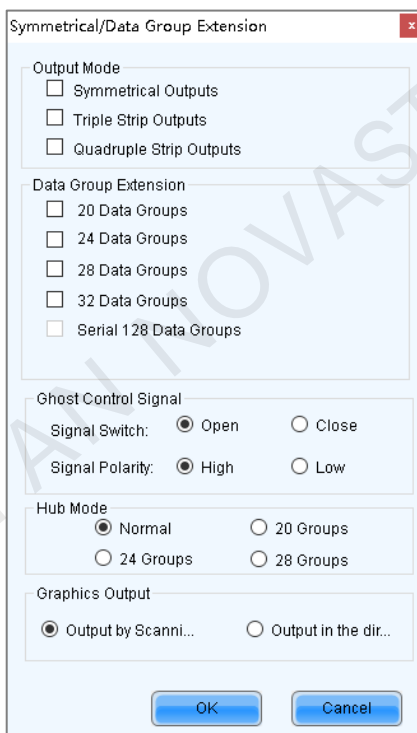 Symmetrical/Data Group Extension x
Output Mode
Symmetrical Outputs
Triple Strip Outputs
Quadruple Strip Outputs
Data Group Extension
20 Data Groups
24 Data Groups
28 Data Groups
32 Data Groups
Serial 128 Data Groups
Ghost Control Signal
Signal Switch: Open Close
Signal Polarity: High Low
Hub Mode
Normal 20 Groups
24 Groups 28 Groups
Graphics Output
Output by Scanni... Output in the dir...
OK Cancel
AN NOVAST